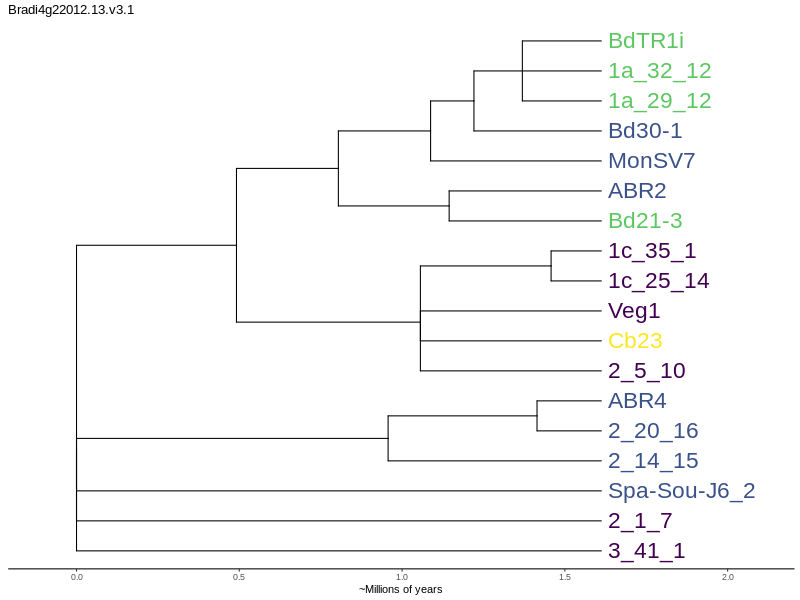 Bradi4g22012.13.v3.1
BdTR1i
1a_32_12
1a_29_12
Bd30-1
MonSV7
ABR2
Bd21-3
1c_35_1
1c_25_14
Veg1
Cb23
2_5_10
ABR4
2_20_16
2_14_15
Spa-Sou-J6_2
2_1_7
3_41_1
0.0 0.5 1.0 1.5 2.0
~Millions of years